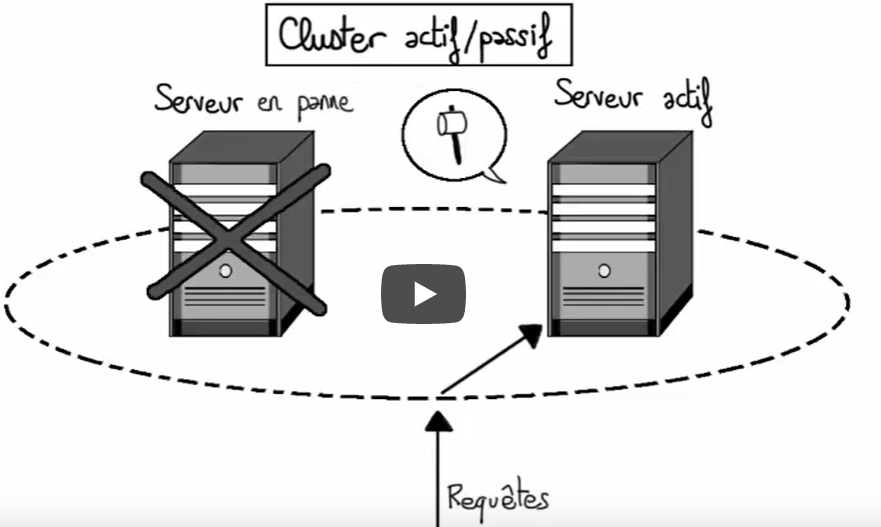 Cluster actif/passif
Serveur en panne
Serveur actif
Requêtes